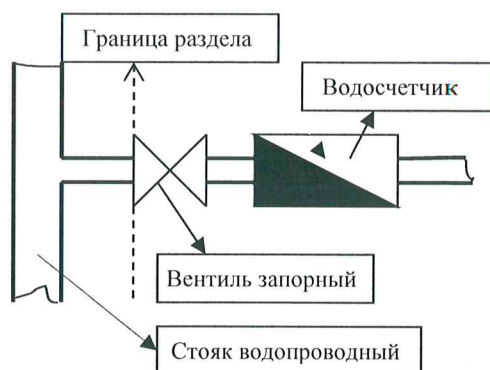 Граница раздела
Водосчетчик
Вентиль запорный
Стояк водопроводный